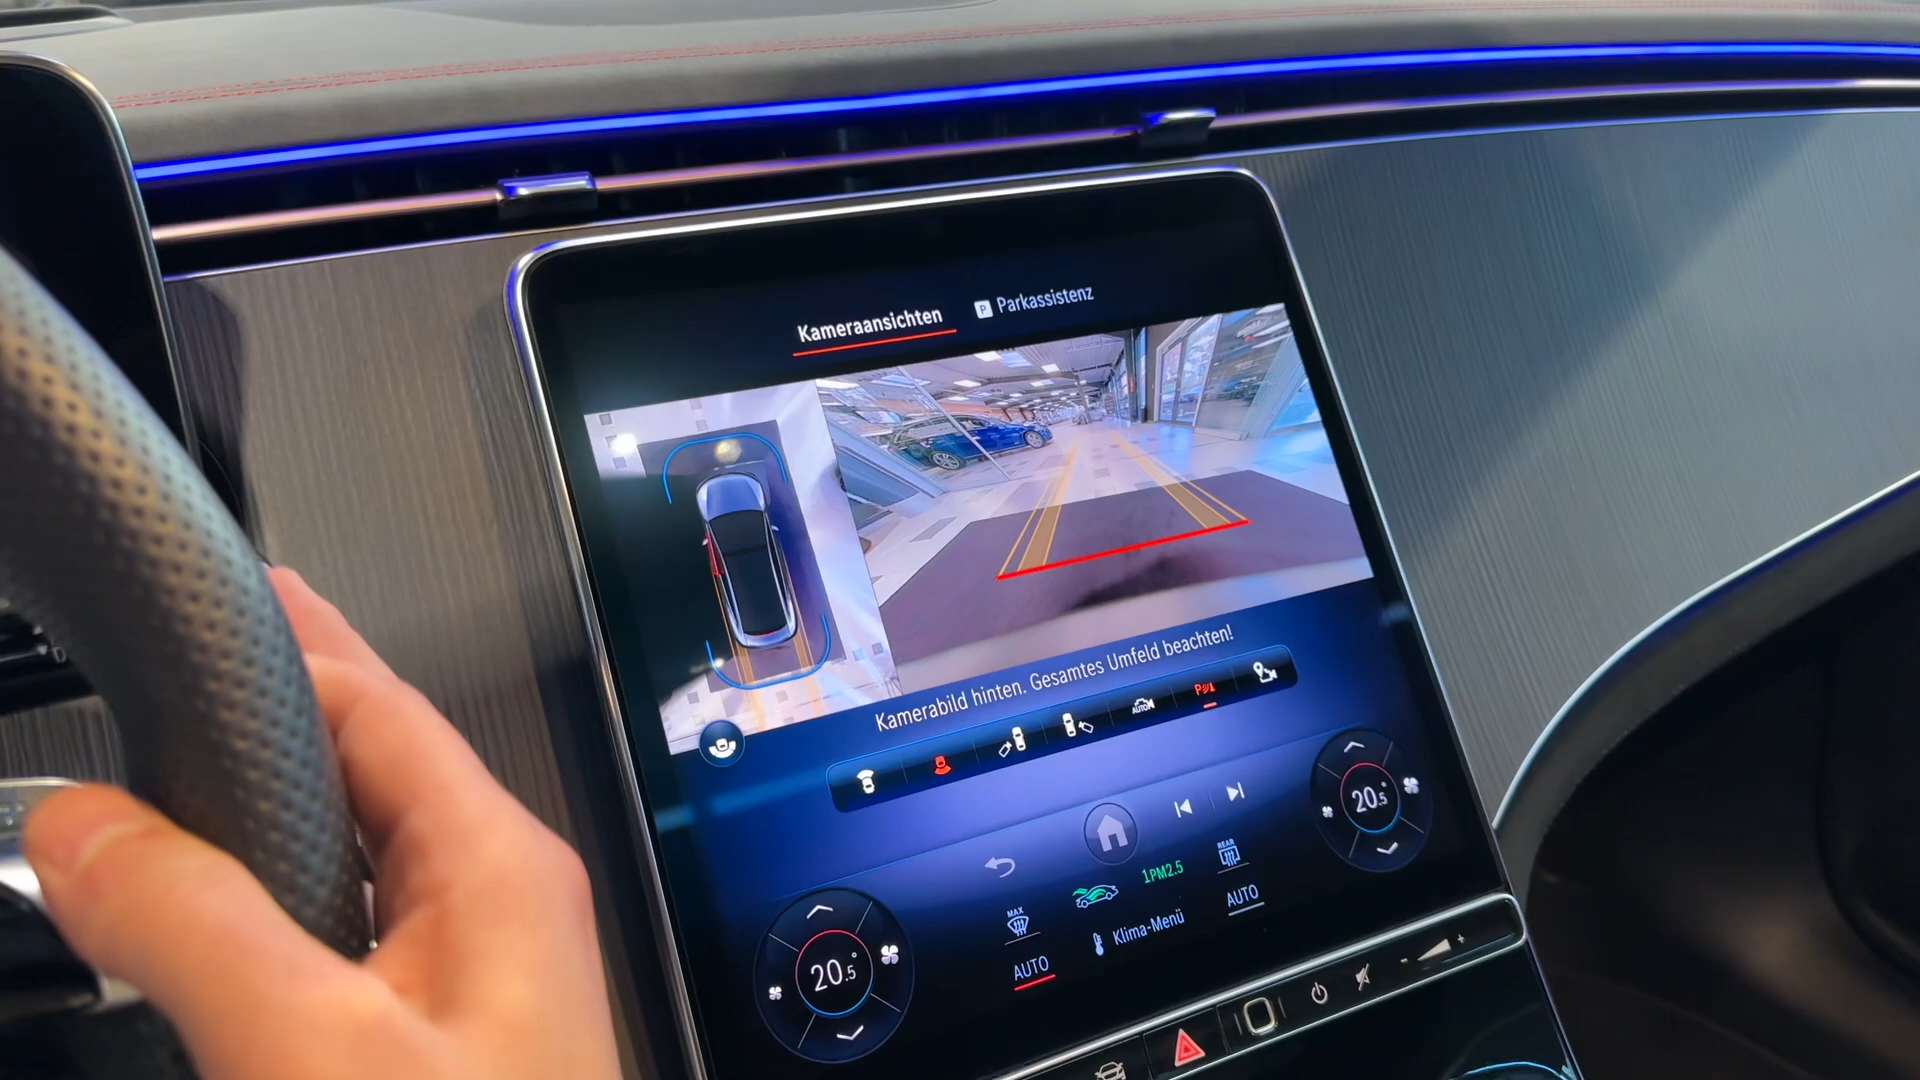 Kameraansichten
P Parkassistenz
Kamerabild hinten. Gesamtes Umfeld beachten!
AUTO
P
20.5°
1PM2.5
REAR
AUTO
MAX
Klima-Menü
AUTO
20.5°
- +